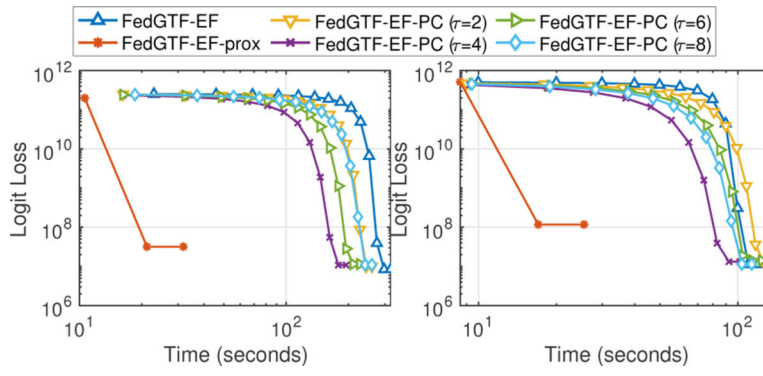 FedGTF-EF FedGTF-EF-PC (τ=2) FedGTF-EF-PC (τ=6)
FedGTF-EF-prox FedGTF-EF-PC (τ=4) FedGTF-EF-PC (τ=8)
10^12
10^10
10^8
10^6
Logit Loss
10^1 10^2
Time (seconds)
10^12
10^10
10^8
10^6
Logit Loss
10^1 10^2
Time (seconds)